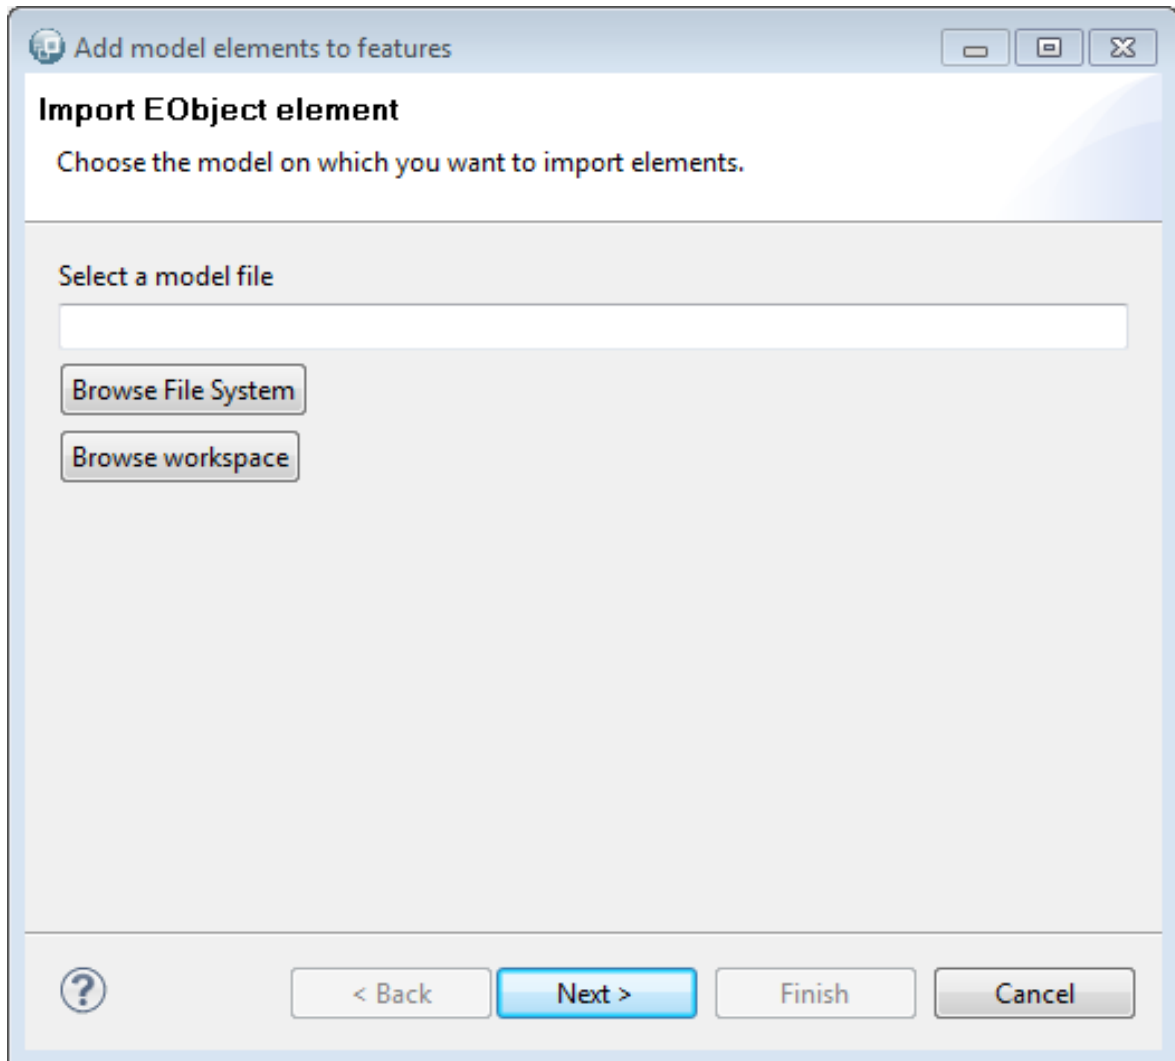 Add model elements to features
Import EObject element
Choose the model on which you want to import elements.
Select a model file
Browse File System
Browse workspace
? < Back Next > Finish Cancel